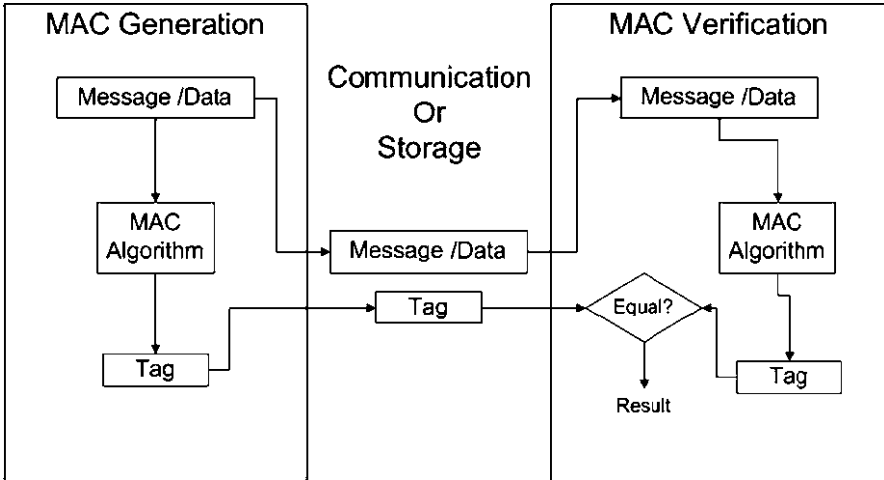 MAC Generation
Message /Data
MAC
Algorithm
Tag
Communication
Or
Storage
Message /Data
Tag
MAC Verification
Message /Data
MAC
Algorithm
Equal?
Tag
Result